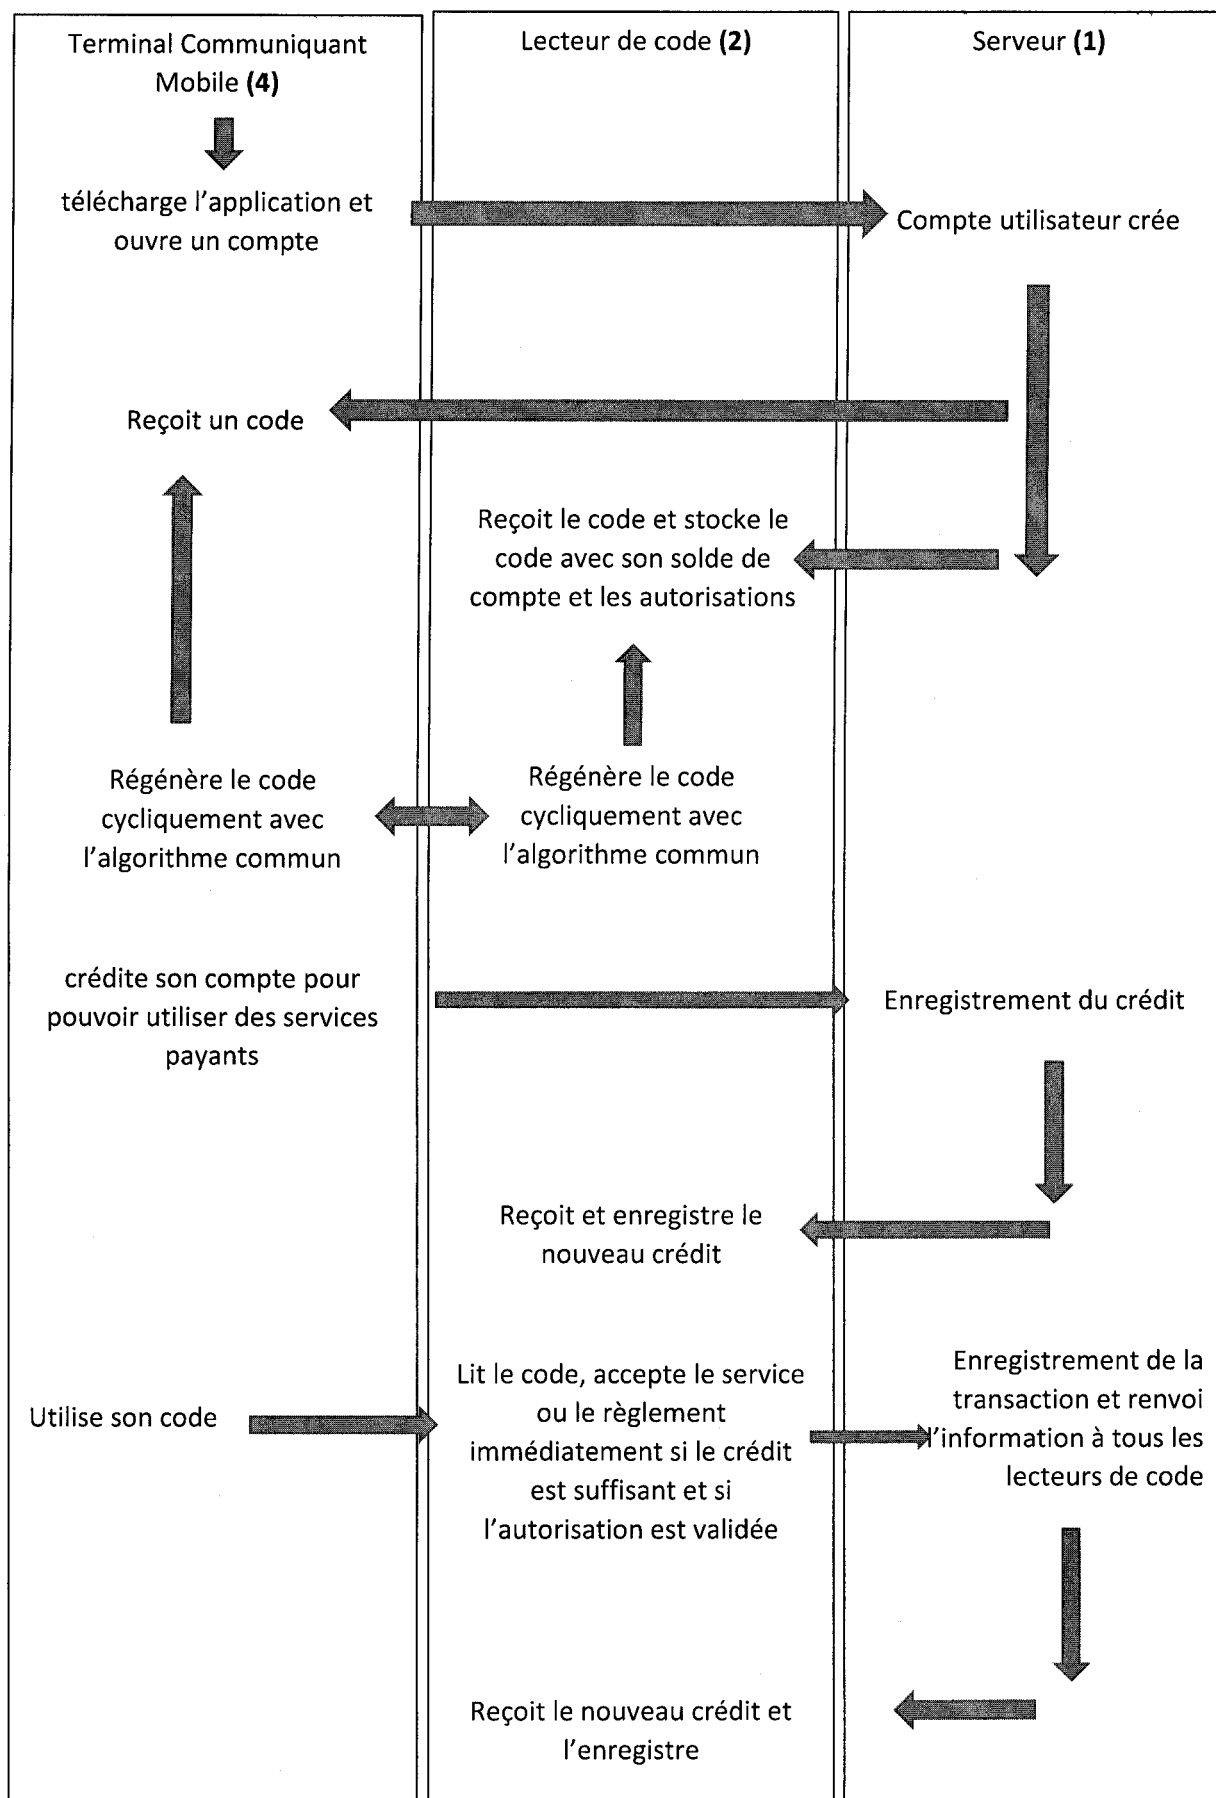 Terminal Communiquant
Mobile (4)
Lecteur de code (2)
Serveur (1)
télécharge l'application et
ouvre un compte
Compte utilisateur crée
Reçoit un code
Reçoit le code et stocke le
code avec son solde de
compte et les autorisations
Régénère le code
cycliquement avec
l'algorithme commun
Régénère le code
cycliquement avec
l'algorithme commun
crédite son compte pour
pouvoir utiliser des services
payants
Enregistrement du crédit
Reçoit et enregistre le
nouveau crédit
Utilise son code
Lit le code, accepte le service
ou le règlement
immédiatement si le crédit
est suffisant et si
l'autorisation est validée
Enregistrement de la
transaction et renvoi
l'information à tous les
lecteurs de code
Reçoit le nouveau crédit et
l'enregistre